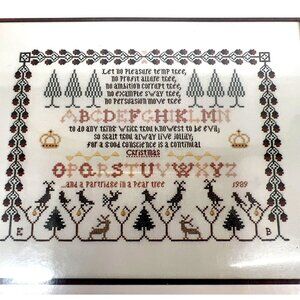 Let no pleasure tempt thee,
no profit allure thee,
no ambition corrupt thee,
no example sway thee,
no persuasion move thee
ABCDEFGHIKLMN
to do any thing which thou knowest to be evil;
so shalt thou always live jolley;
for a good conscience is a continual
Christmas
OPQRSTUVWXYZ
...and a partridge in a pear tree 1989
E B